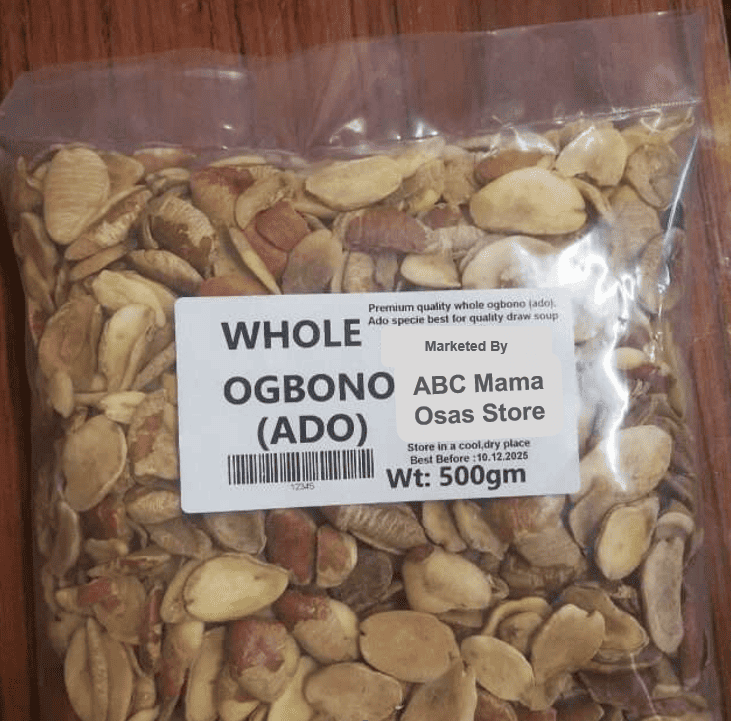 WHOLE
OGBONO
(ADO)
12345
Premium quality whole ogbono (ado).
Ado specie best for quality draw soup
Marketed By
ABC Mama
Osas Store
Store in a cool,dry place
Best Before :10.12.2025
Wt: 500gm